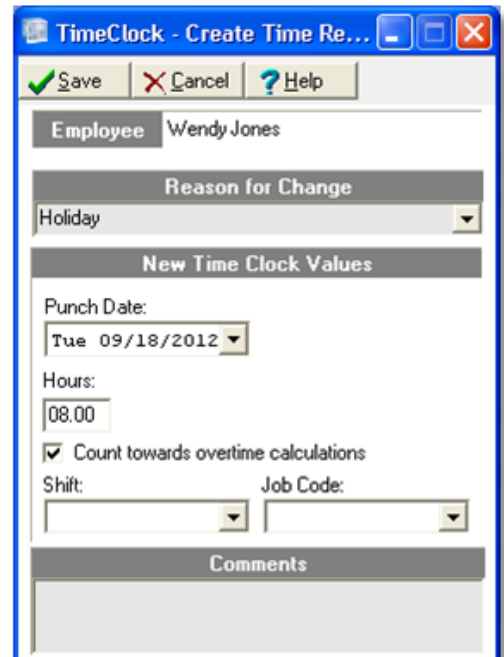 TimeClock - Create Time Re...
Save Cancel Help
Employee Wendy Jones
Reason for Change
Holiday
New Time Clock Values
Punch Date:
Tue 09/18/2012
Hours:
08.00
Count towards overtime calculations
Shift: Job Code:
Comments